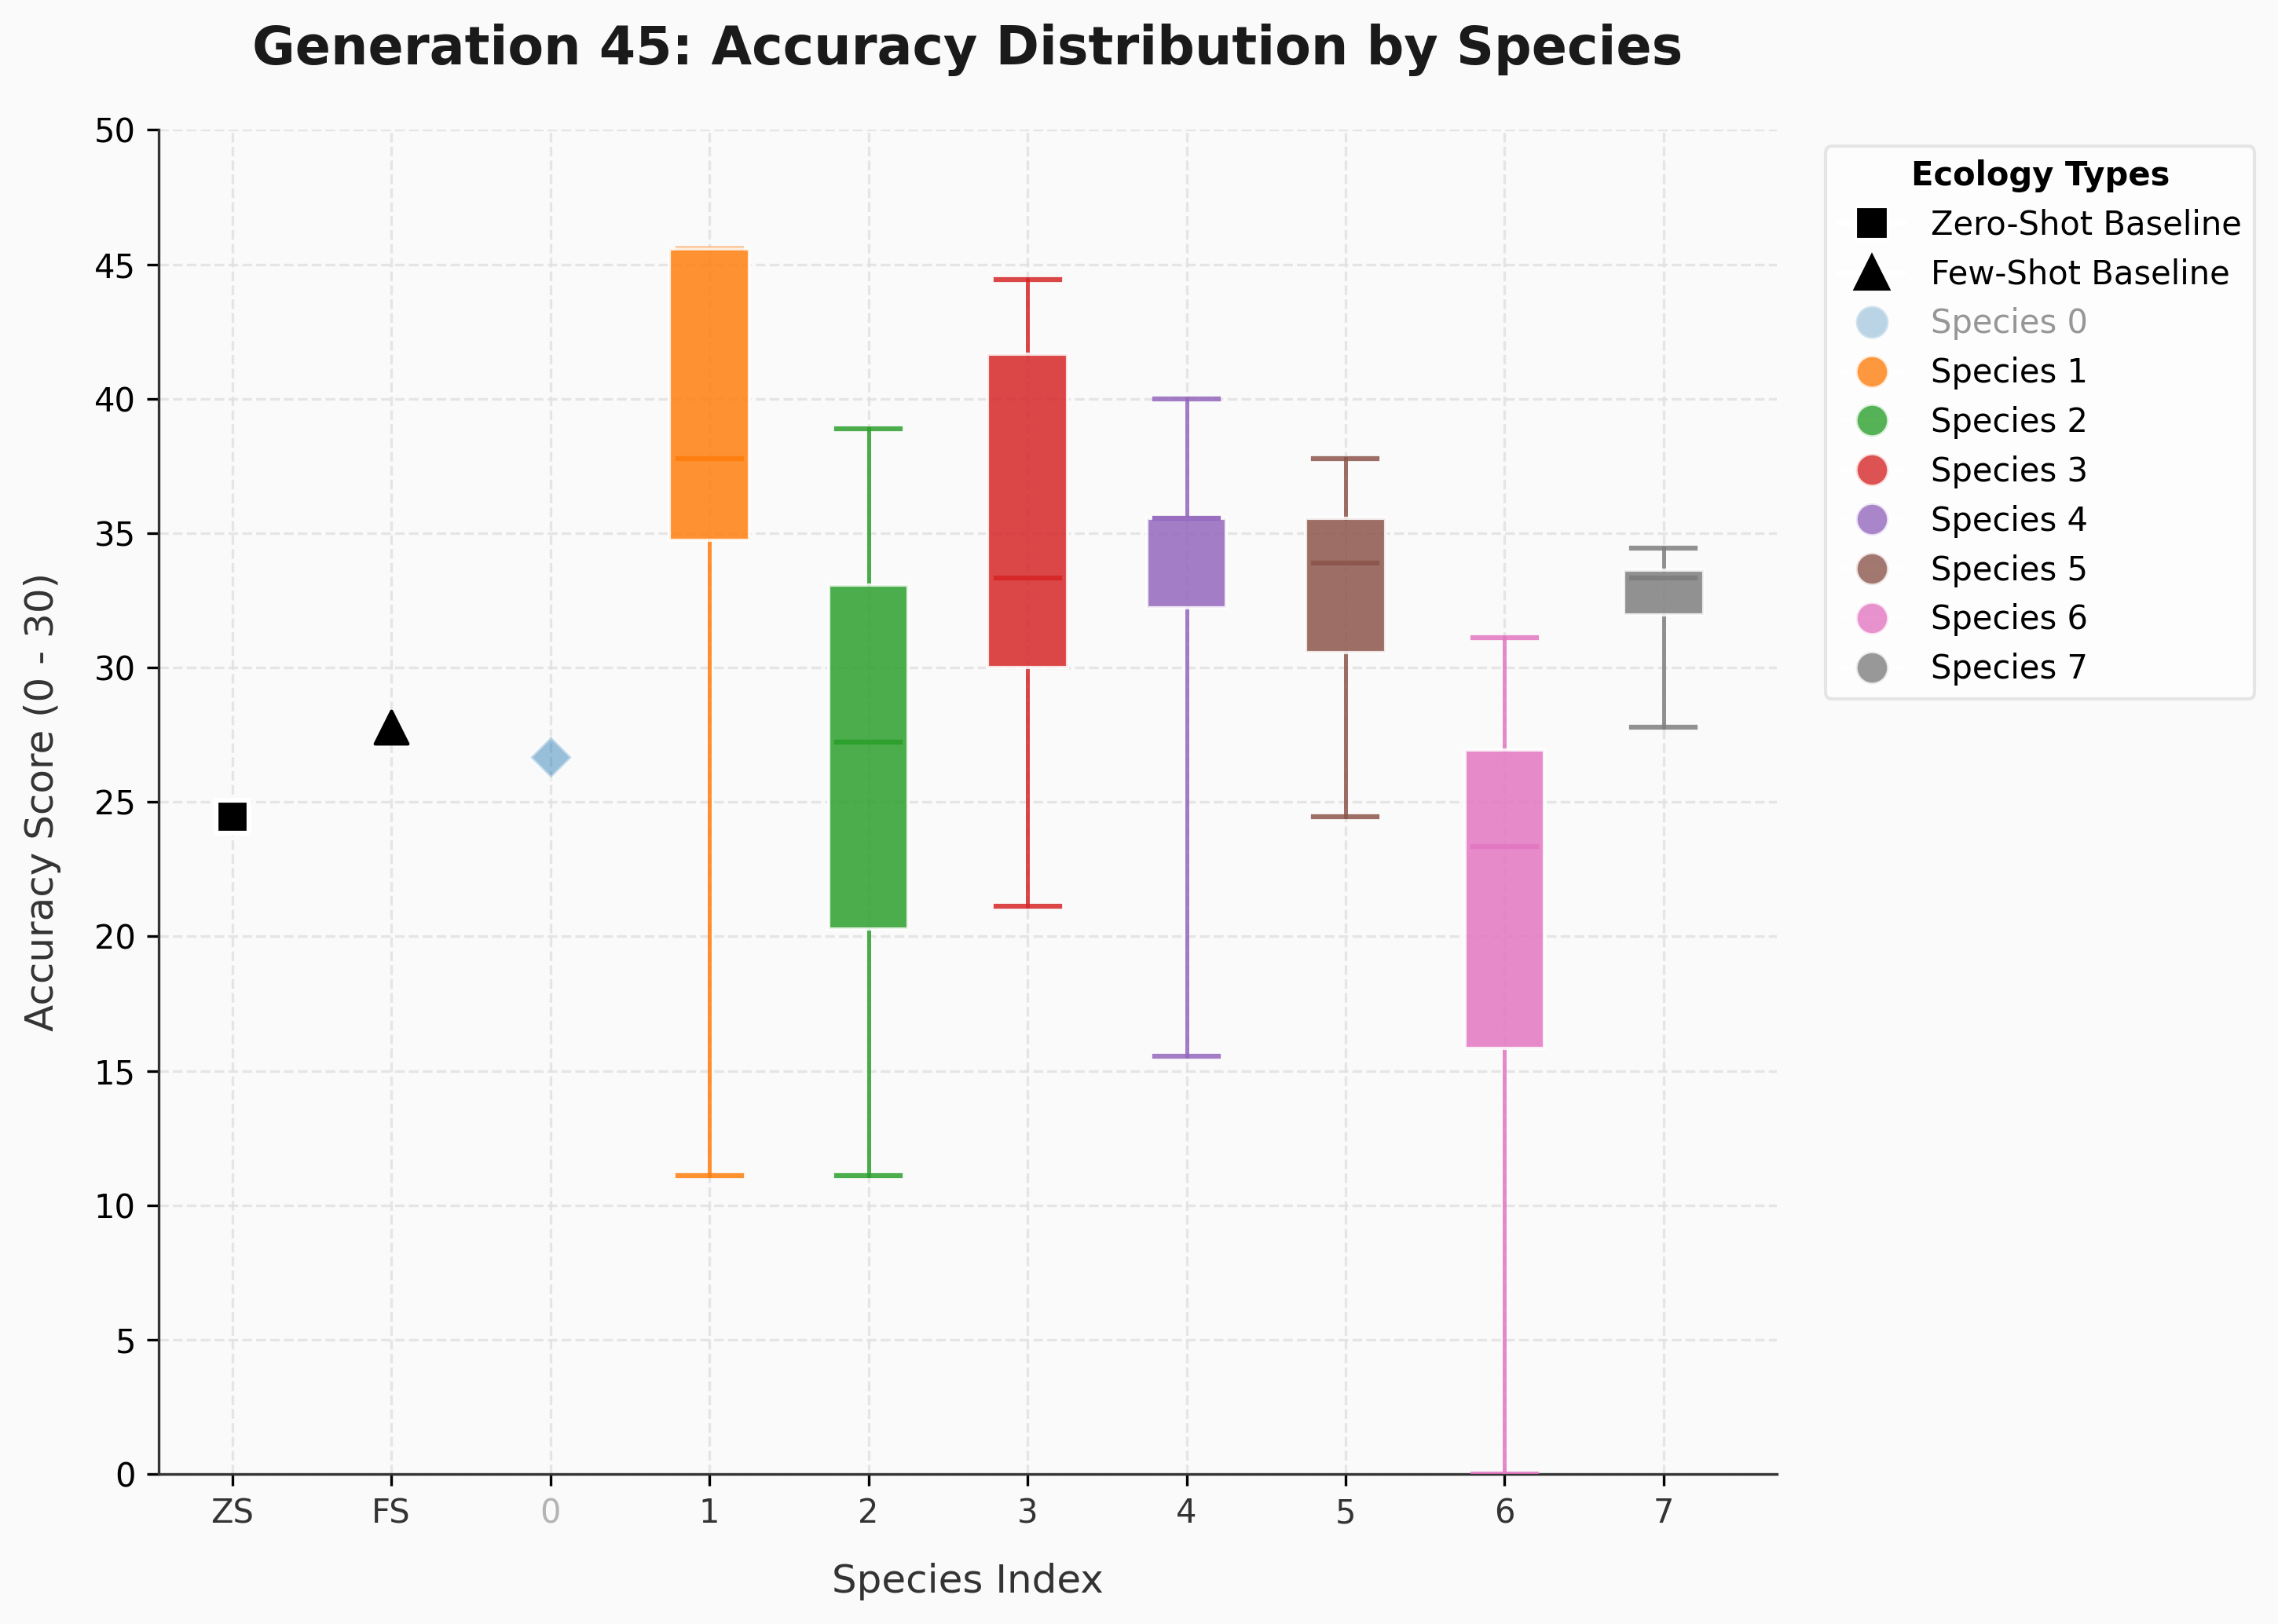 Generation 45: Accuracy Distribution by Species
Accuracy Score (0 - 30)
50
45
40
35
30
25
20
15
10
5
0
ZS FS 0 1 2 3 4 5 6 7
Species Index
Ecology Types
Zero-Shot Baseline
Few-Shot Baseline
Species 0
Species 1
Species 2
Species 3
Species 4
Species 5
Species 6
Species 7